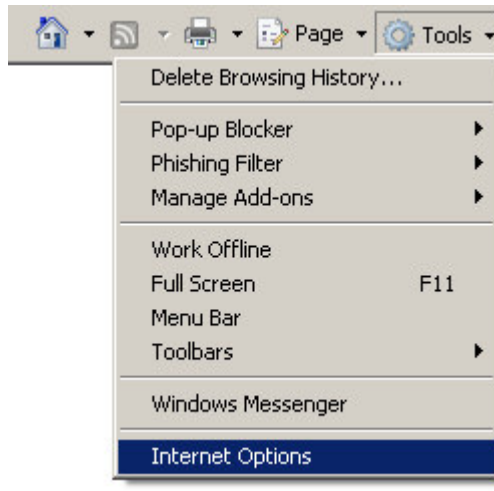 Page Tools
Delete Browsing History...
Pop-up Blocker
Phishing Filter
Manage Add-ons
Work Offline
Full Screen F11
Menu Bar
Toolbars
Windows Messenger
Internet Options